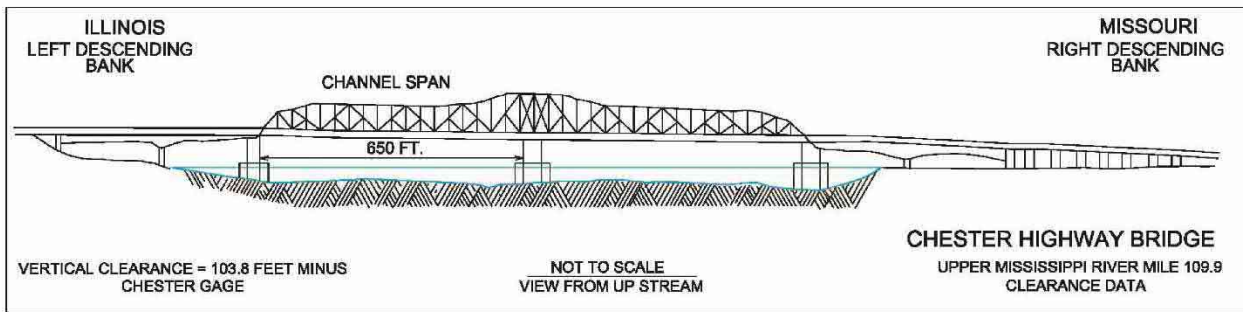 ILLINOIS
LEFT DESCENDING
BANK
MISSOURI
RIGHT DESCENDING
BANK
CHANNEL SPAN
650 FT.
VERTICAL CLEARANCE = 103.8 FEET MINUS
CHESTER GAGE
NOT TO SCALE
VIEW FROM UP STREAM
CHESTER HIGHWAY BRIDGE
UPPER MISSISSIPPI RIVER MILE 109.9
CLEARANCE DATA